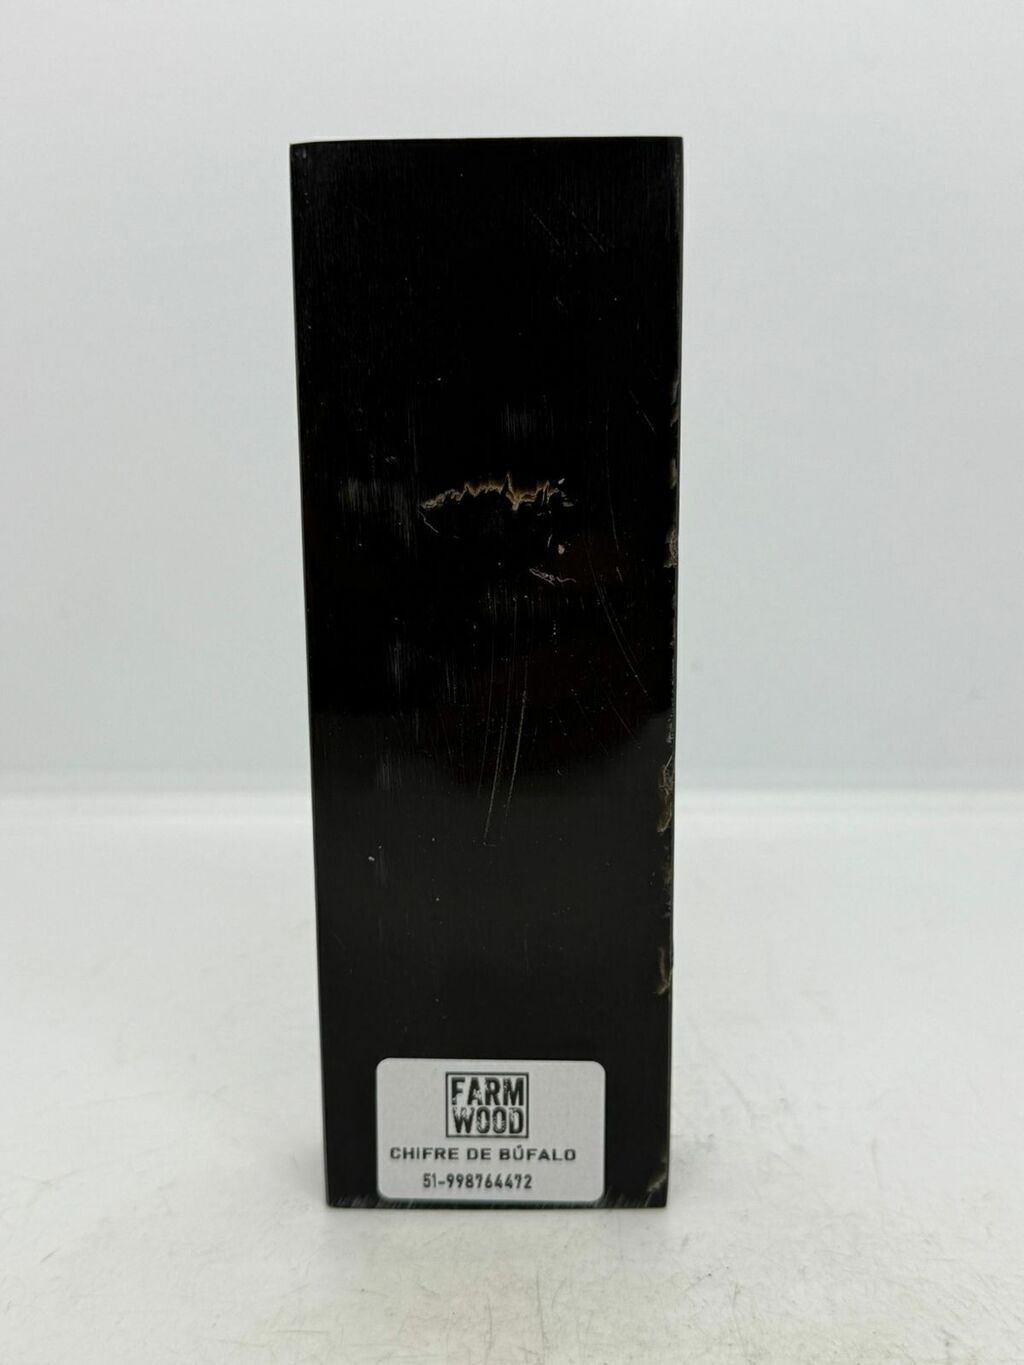 FARM
WOOD
CHIFRE DE BÚFALO
51-998764472